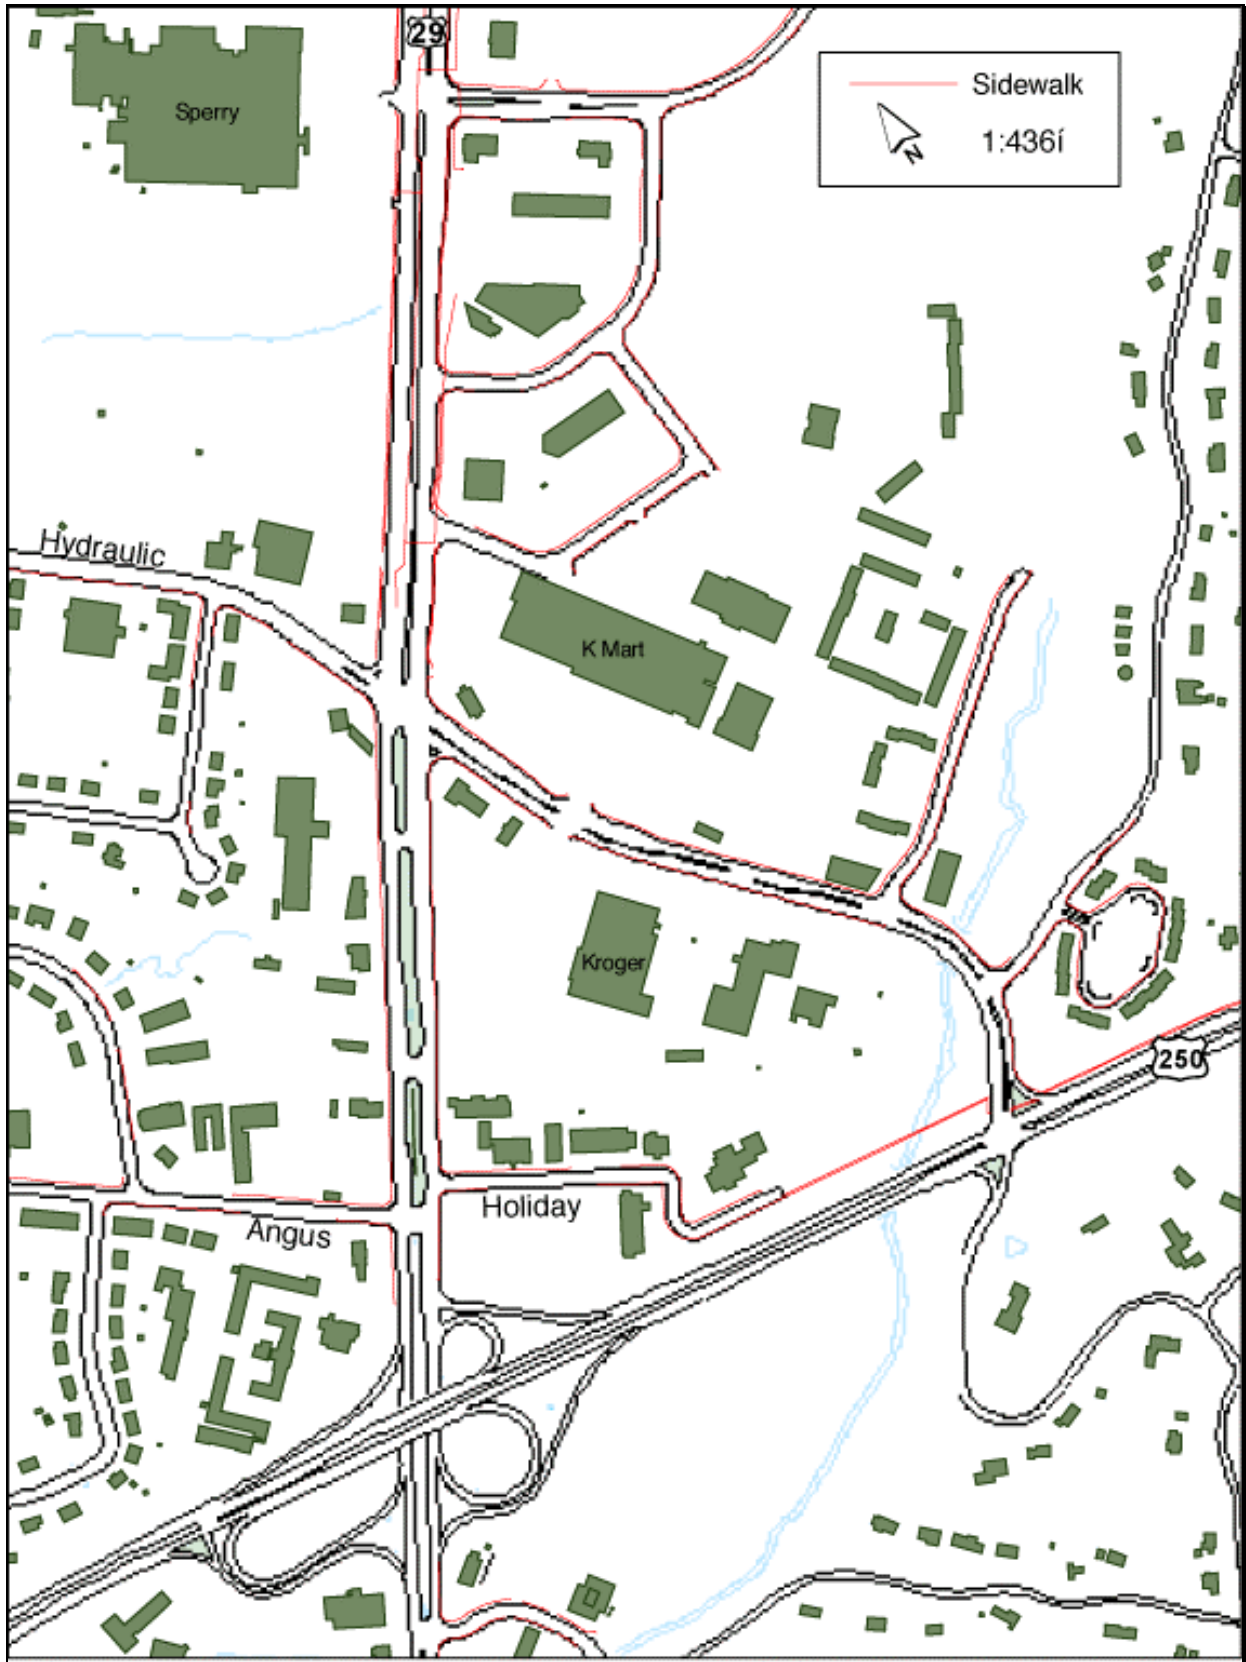 29
Sidewalk
Sperry
N
1:436í
Hydraulic
K Mart
Kroger
250
Holiday
Angus